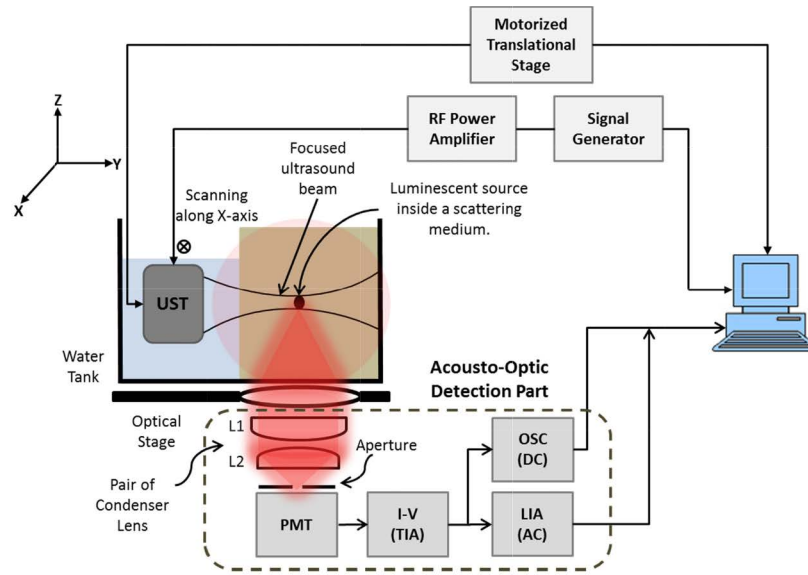 Motorized
Translational
Stage
Z
Y
X
RF Power
Amplifier
Signal
Generator
Focused
ultrasound
beam
Scanning
along X-axis
Luminescent source
inside a scattering
medium.
UST
Water
Tank
Acousto-Optic
Detection Part
Optical
Stage
L1
L2
Aperture
Pair of
Condenser
Lens
OSC
(DC)
PMT
I-V
(TIA)
LIA
(AC)